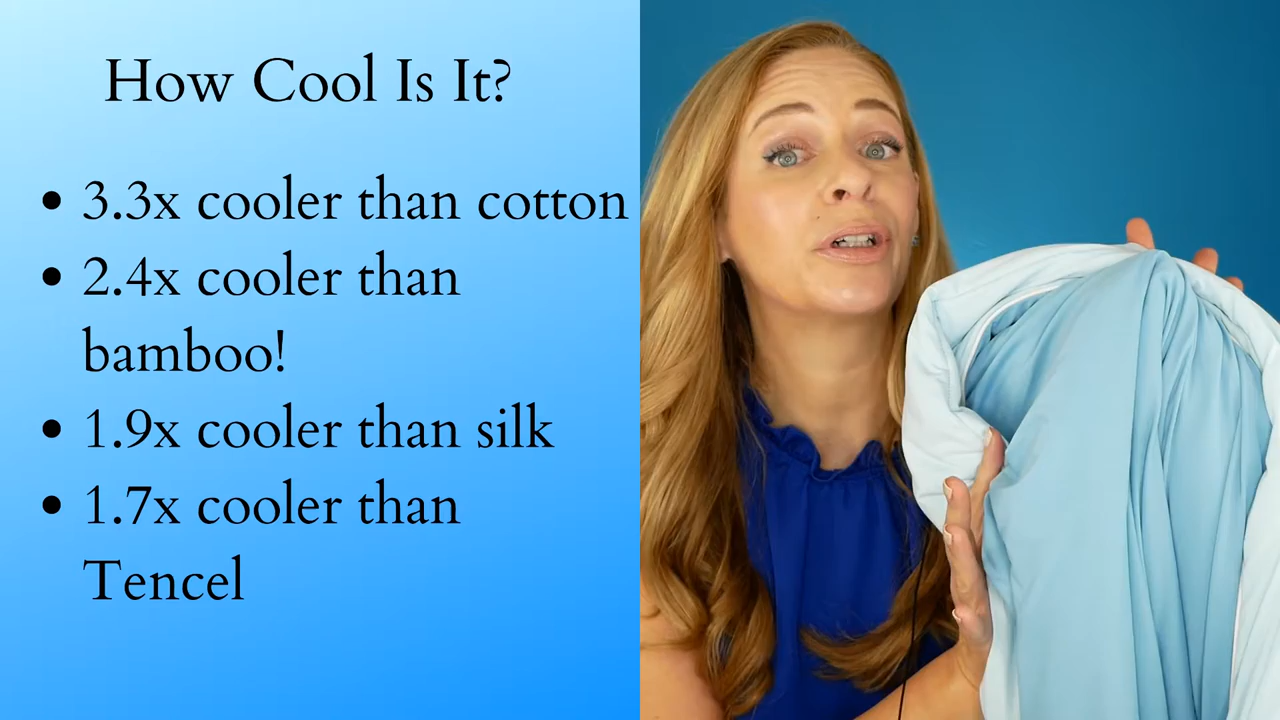 How Cool Is It?
• 3.3x cooler than cotton
• 2.4x cooler than
bamboo!
• 1.9x cooler than silk
• 1.7x cooler than
Tencel